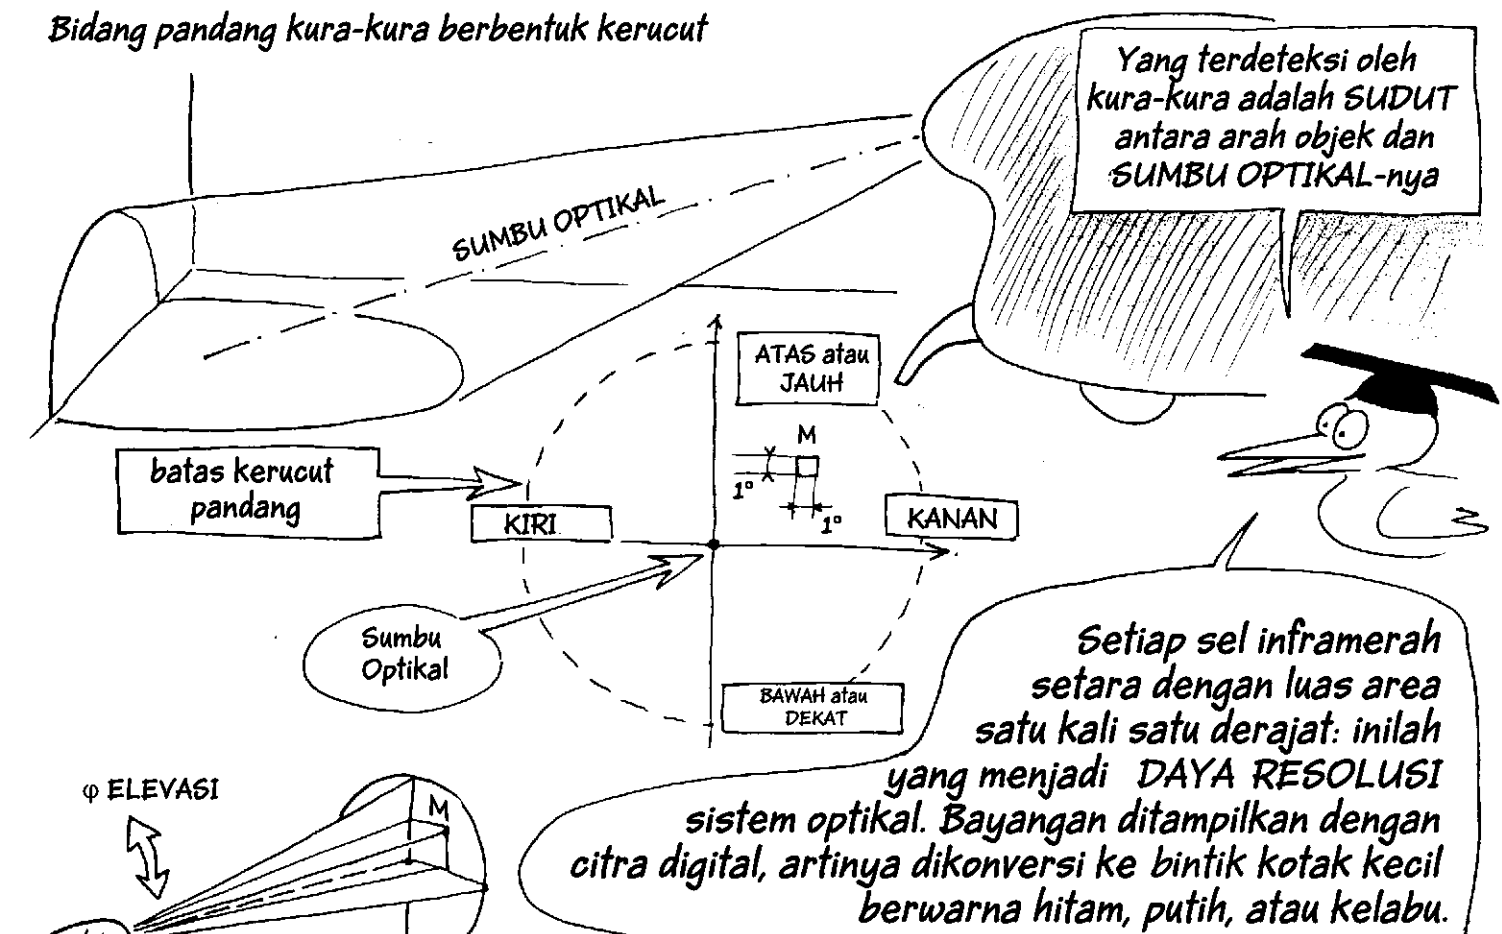 Bidang pandang kura-kura berbentuk kerucut
Yang terdeteksi oleh
kura-kura adalah SUDUT
antara arah objek dan
SUMBU OPTIKAL-nya
SUMBU OPTIKAL
ATAS atau
JAUH
M
1°
1°
batas kerucut
pandang
KIRI
KANAN
Sumbu
Optikal
BAWAH atau
DEKAT
Setiap sel inframerah
setara dengan luas area
satu kali satu derajat: inilah
yang menjadi DAYA RESOLUSI
sistem optikal. Bayangan ditampilkan dengan
citra digital, artinya dikonversi ke bintik kotak kecil
berwarna hitam, putih, atau kelabu.
φ ELEVASI
M